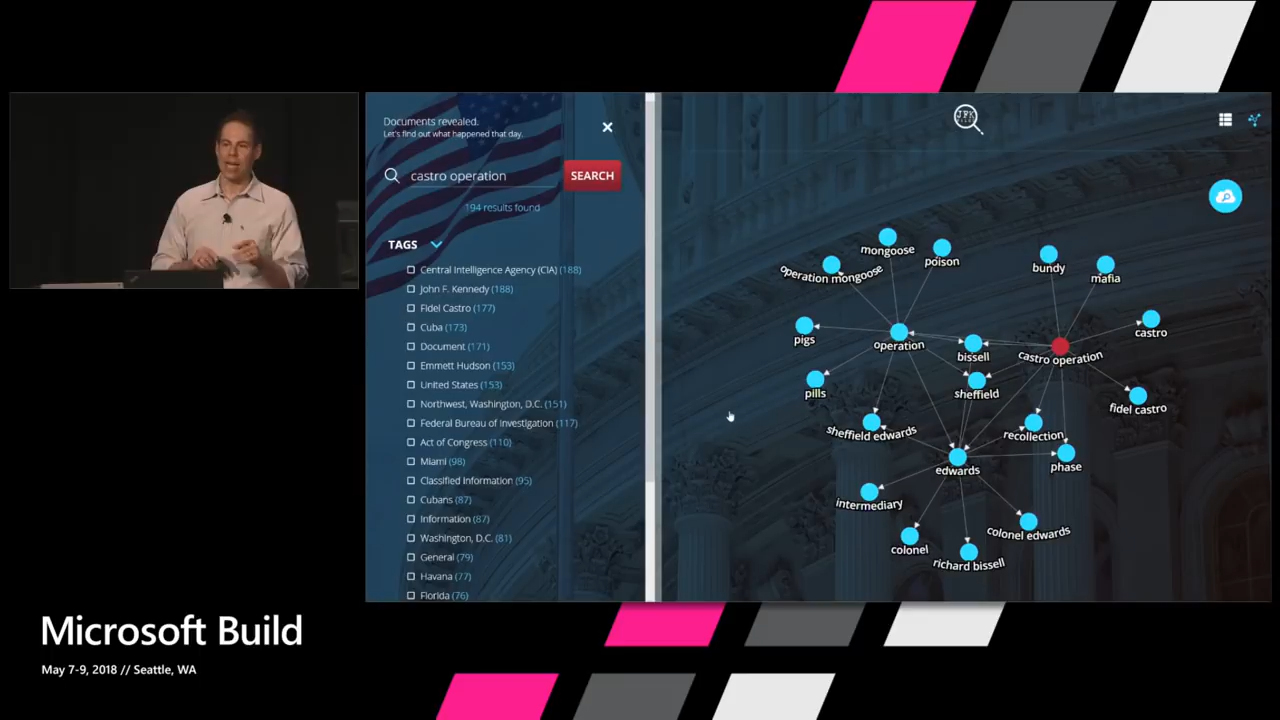 Documents revealed.
Let's find out what happened that day.
castro operation
SEARCH
194 results found
TAGS
Central Intelligence Agency (CIA) (188)
John F. Kennedy (188)
Fidel Castro (177)
Cuba (173)
Document (171)
Emmett Hudson (153)
United States (153)
Northwest, Washington, D.C. (151)
Federal Bureau of Investigation (117)
Act of Congress (110)
Miami (98)
Classified Information (95)
Cubans (87)
Information (87)
Washington, D.C. (81)
General (79)
Havana (77)
Florida (76)
JFK
mongoose
poison
operation mongoose
bundy
mafia
pigs
operation
bissell
castro operation
castro
pills
sheffield
fidel castro
sheffield edwards
recollection
edwards
phase
intermediary
colonel
colonel edwards
richard bissell
Microsoft Build
May 7-9, 2018 // Seattle, WA